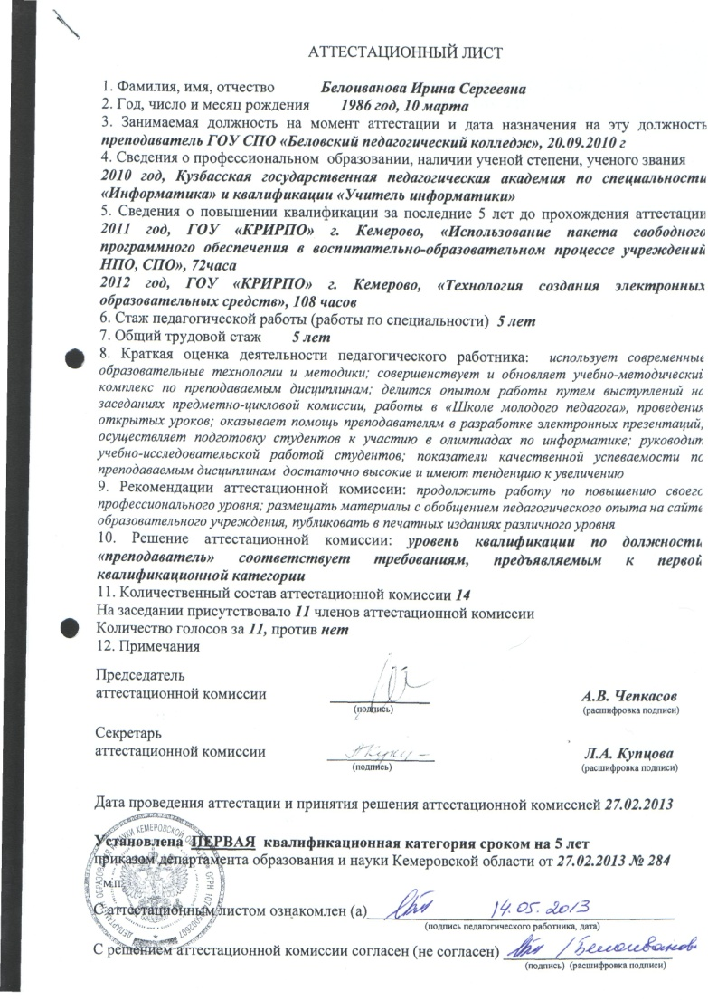 АТТЕСТАЦИОННЫЙ ЛИСТ
1. Фамилия, имя, отчество Белоиванова Ирина Сергеевна
2. Год, число и месяц рождения 1986 год, 10 марта
3. Занимаемая должность на момент аттестации и дата назначения на эту должность
преподаватель ГОУ СПО «Беловский педагогический колледж», 20.09.2010 г
4. Сведения о профессиональном образовании, наличии ученой степени, ученого звания
2010 год, Кузбасская государственная педагогическая академия по специальности
«Информатика» и квалификации «Учитель информатики»
5. Сведения о повышении квалификации за последние 5 лет до прохождения аттестации
2011 год, ГОУ «КРИРПО» г. Кемерово, «Использование пакета свободного
программного обеспечения в воспитательно-образовательном процессе учреждений
НПО, СПО», 72часа
2012 год, ГОУ «КРИРПО» г. Кемерово, «Технология создания электронных
образовательных средств», 108 часов
6. Стаж педагогической работы (работы по специальности) 5 лет
7. Общий трудовой стаж 5 лет
8. Краткая оценка деятельности педагогического работника: использует современные
образовательные технологии и методики; совершенствует и обновляет учебно-методический
комплекс по преподаваемым дисциплинам; делится опытом работы путем выступлений на
заседаниях предметно-цикловой комиссии, работы в «Школе молодого педагога», проведения
открытых уроков; оказывает помощь преподавателям в разработке электронных презентаций,
осуществляет подготовку студентов к участию в олимпиадах по информатике; руководит
учебно-исследовательской работой студентов; показатели качественной успеваемости по
преподаваемым дисциплинам достаточно высокие и имеют тенденцию к увеличению
9. Рекомендации аттестационной комиссии: продолжить работу по повышению своего
профессионального уровня; размещать материалы с обобщением педагогического опыта на сайте
образовательного учреждения, публиковать в печатных изданиях различного уровня
10. Решение аттестационной комиссии: уровень квалификации по должности
«преподаватель» соответствует требованиям, предъявляемым к первой
квалификационной категории
11. Количественный состав аттестационной комиссии 14
На заседании присутствовало 11 членов аттестационной комиссии
Количество голосов за 11, против нет
12. Примечания
Председатель
аттестационной комиссии А.В. Чепкасов
(подпись) (расшифровка подписи)
Секретарь
аттестационной комиссии Л.А. Купцова
(подпись) (расшифровка подписи)
Дата проведения аттестации и принятия решения аттестационной комиссией 27.02.2013
Установлена ПЕРВАЯ квалификационная категория сроком на 5 лет
приказом департамента образования и науки Кемеровской области от 27.02.2013 № 284
М.П.
С аттестационным листом ознакомлен (а) 14.05.2013
(подпись педагогического работника, дата)
С решением аттестационной комиссии согласен (не согласен) /Белоиванова
(подпись) (расшифровка подписи)